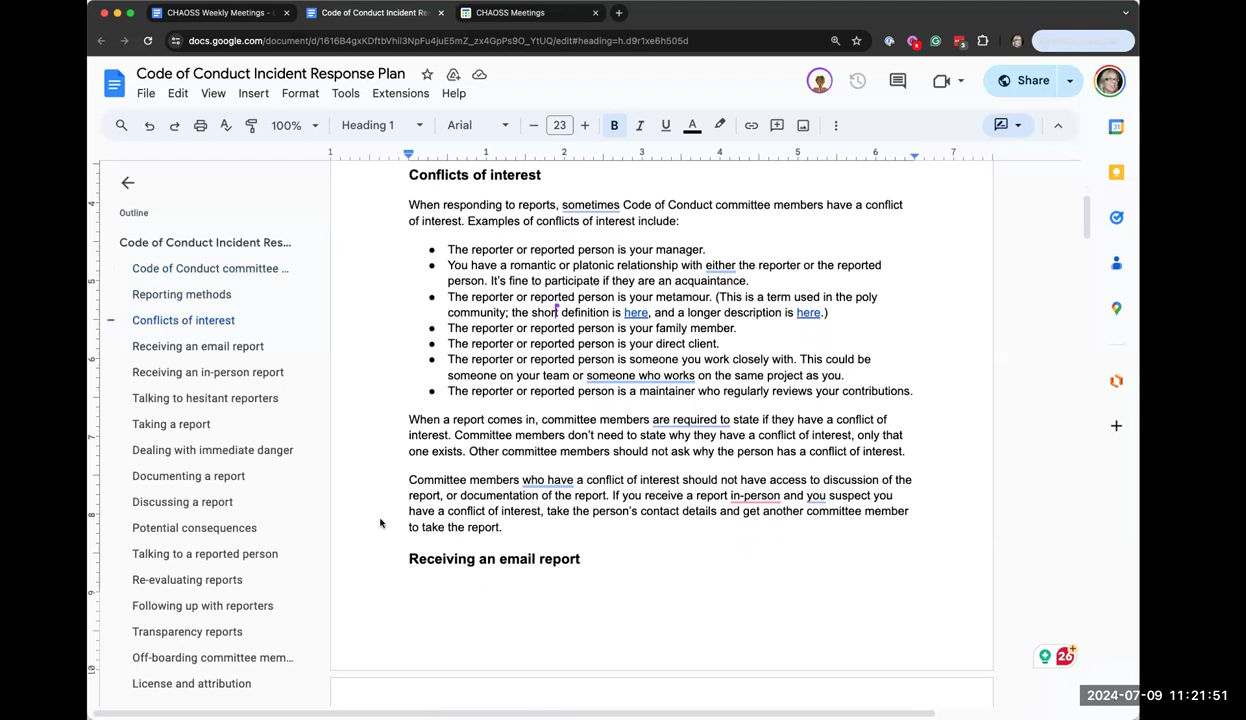 CHAOSS Weekly Meetings -
Code of Conduct Incident Re
CHAOSS Meetings
docs.google.com/document/d/1616B4gxKDftbVhiI3NpFu4juE5mZ_zx4GpPs9O_YtUQ/edit#heading=h.d9r1xe6h505d
Code of Conduct Incident Response Plan
File Edit View Insert Format Tools Extensions Help
Share
100% Heading 1 Arial 23 B I U A
1 1 2 3 4 5 6 7
Outline
Code of Conduct Incident Res...
Code of Conduct committee ...
Reporting methods
Conflicts of interest
Receiving an email report
Receiving an in-person report
Talking to hesitant reporters
Taking a report
Dealing with immediate danger
Documenting a report
Discussing a report
Potential consequences
Talking to a reported person
Re-evaluating reports
Following up with reporters
Transparency reports
Off-boarding committee mem...
License and attribution
4
5
6
7
8
9
10
Conflicts of interest
When responding to reports, sometimes Code of Conduct committee members have a conflict
of interest. Examples of conflicts of interest include:
● The reporter or reported person is your manager.
● You have a romantic or platonic relationship with either the reporter or the reported
person. It's fine to participate if they are an acquaintance.
● The reporter or reported person is your metamour. (This is a term used in the poly
community; the short definition is here, and a longer description is here.)
● The reporter or reported person is your family member.
● The reporter or reported person is your direct client.
● The reporter or reported person is someone you work closely with. This could be
someone on your team or someone who works on the same project as you.
● The reporter or reported person is a maintainer who regularly reviews your contributions.
When a report comes in, committee members are required to state if they have a conflict of
interest. Committee members don't need to state why they have a conflict of interest, only that
one exists. Other committee members should not ask why the person has a conflict of interest.
Committee members who have a conflict of interest should not have access to discussion of the
report, or documentation of the report. If you receive a report in-person and you suspect you
have a conflict of interest, take the person's contact details and get another committee member
to take the report.
Receiving an email report
26
2024-07-09 11:21:51